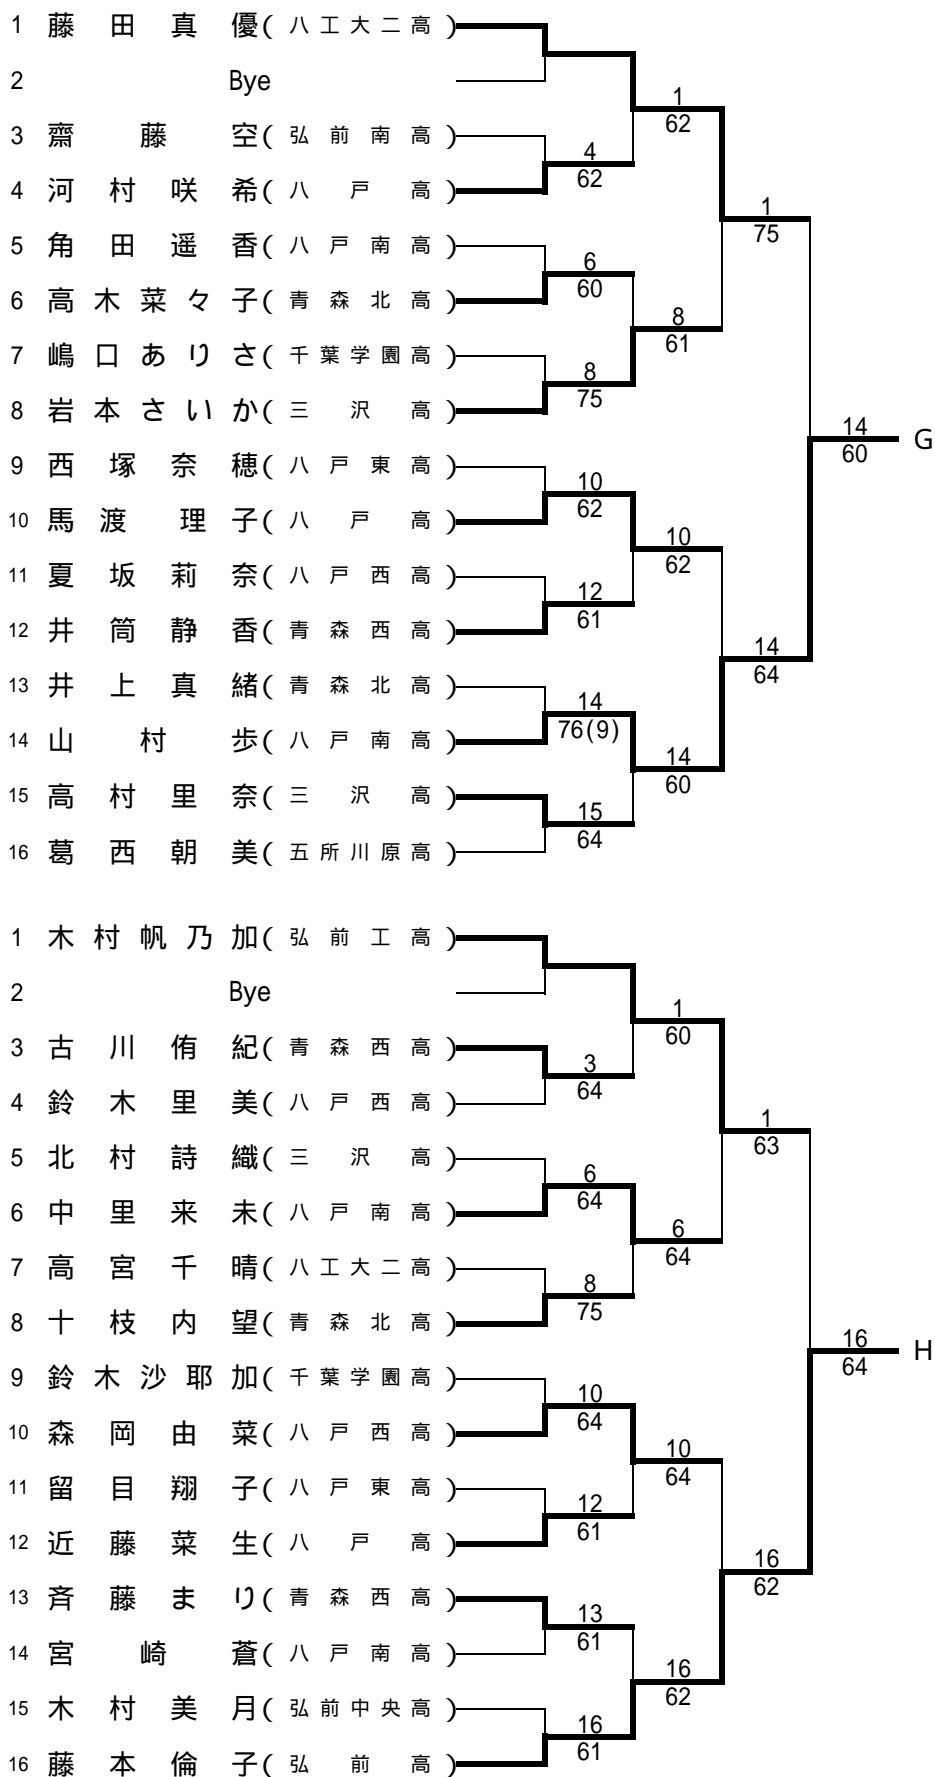 1 藤田真優(八工大二高)
2 Bye
1
62
3 齋藤空(弘前南高)
4
62
4 河村咲希(八戸高)
1
75
5 角田遥香(八戸南高)
6
60
6 高木菜々子(青森北高)
8
61
7 嶋口ありさ(千葉学園高)
8
75
8 岩本さいか(三沢高)
14
60
G
9 西塚奈穂(八戸東高)
10
62
10 馬渡理子(八戸高)
10
62
11 夏坂莉奈(八戸西高)
12
61
12 井筒静香(青森西高)
14
64
13 井上真緒(青森北高)
14
76(9)
14 山村歩(八戸南高)
14
60
15 高村里奈(三沢高)
15
64
16 葛西朝美(五所川原高)
1 木村帆乃加(弘前工高)
2 Bye
1
60
3 古川侑紀(青森西高)
3
64
4 鈴木里美(八戸西高)
1
63
5 北村詩織(三沢高)
6
64
6 中里来未(八戸南高)
6
64
7 高宮千晴(八工大二高)
8
75
8 十枝内望(青森北高)
16
64
H
9 鈴木沙耶加(千葉学園高)
10
64
10 森岡由菜(八戸西高)
10
64
11 留目翔子(八戸東高)
12
61
12 近藤菜生(八戸高)
16
62
13 斉藤まり(青森西高)
13
61
14 宮崎蒼(八戸南高)
16
62
15 木村美月(弘前中央高)
16
61
16 藤本倫子(弘前高)